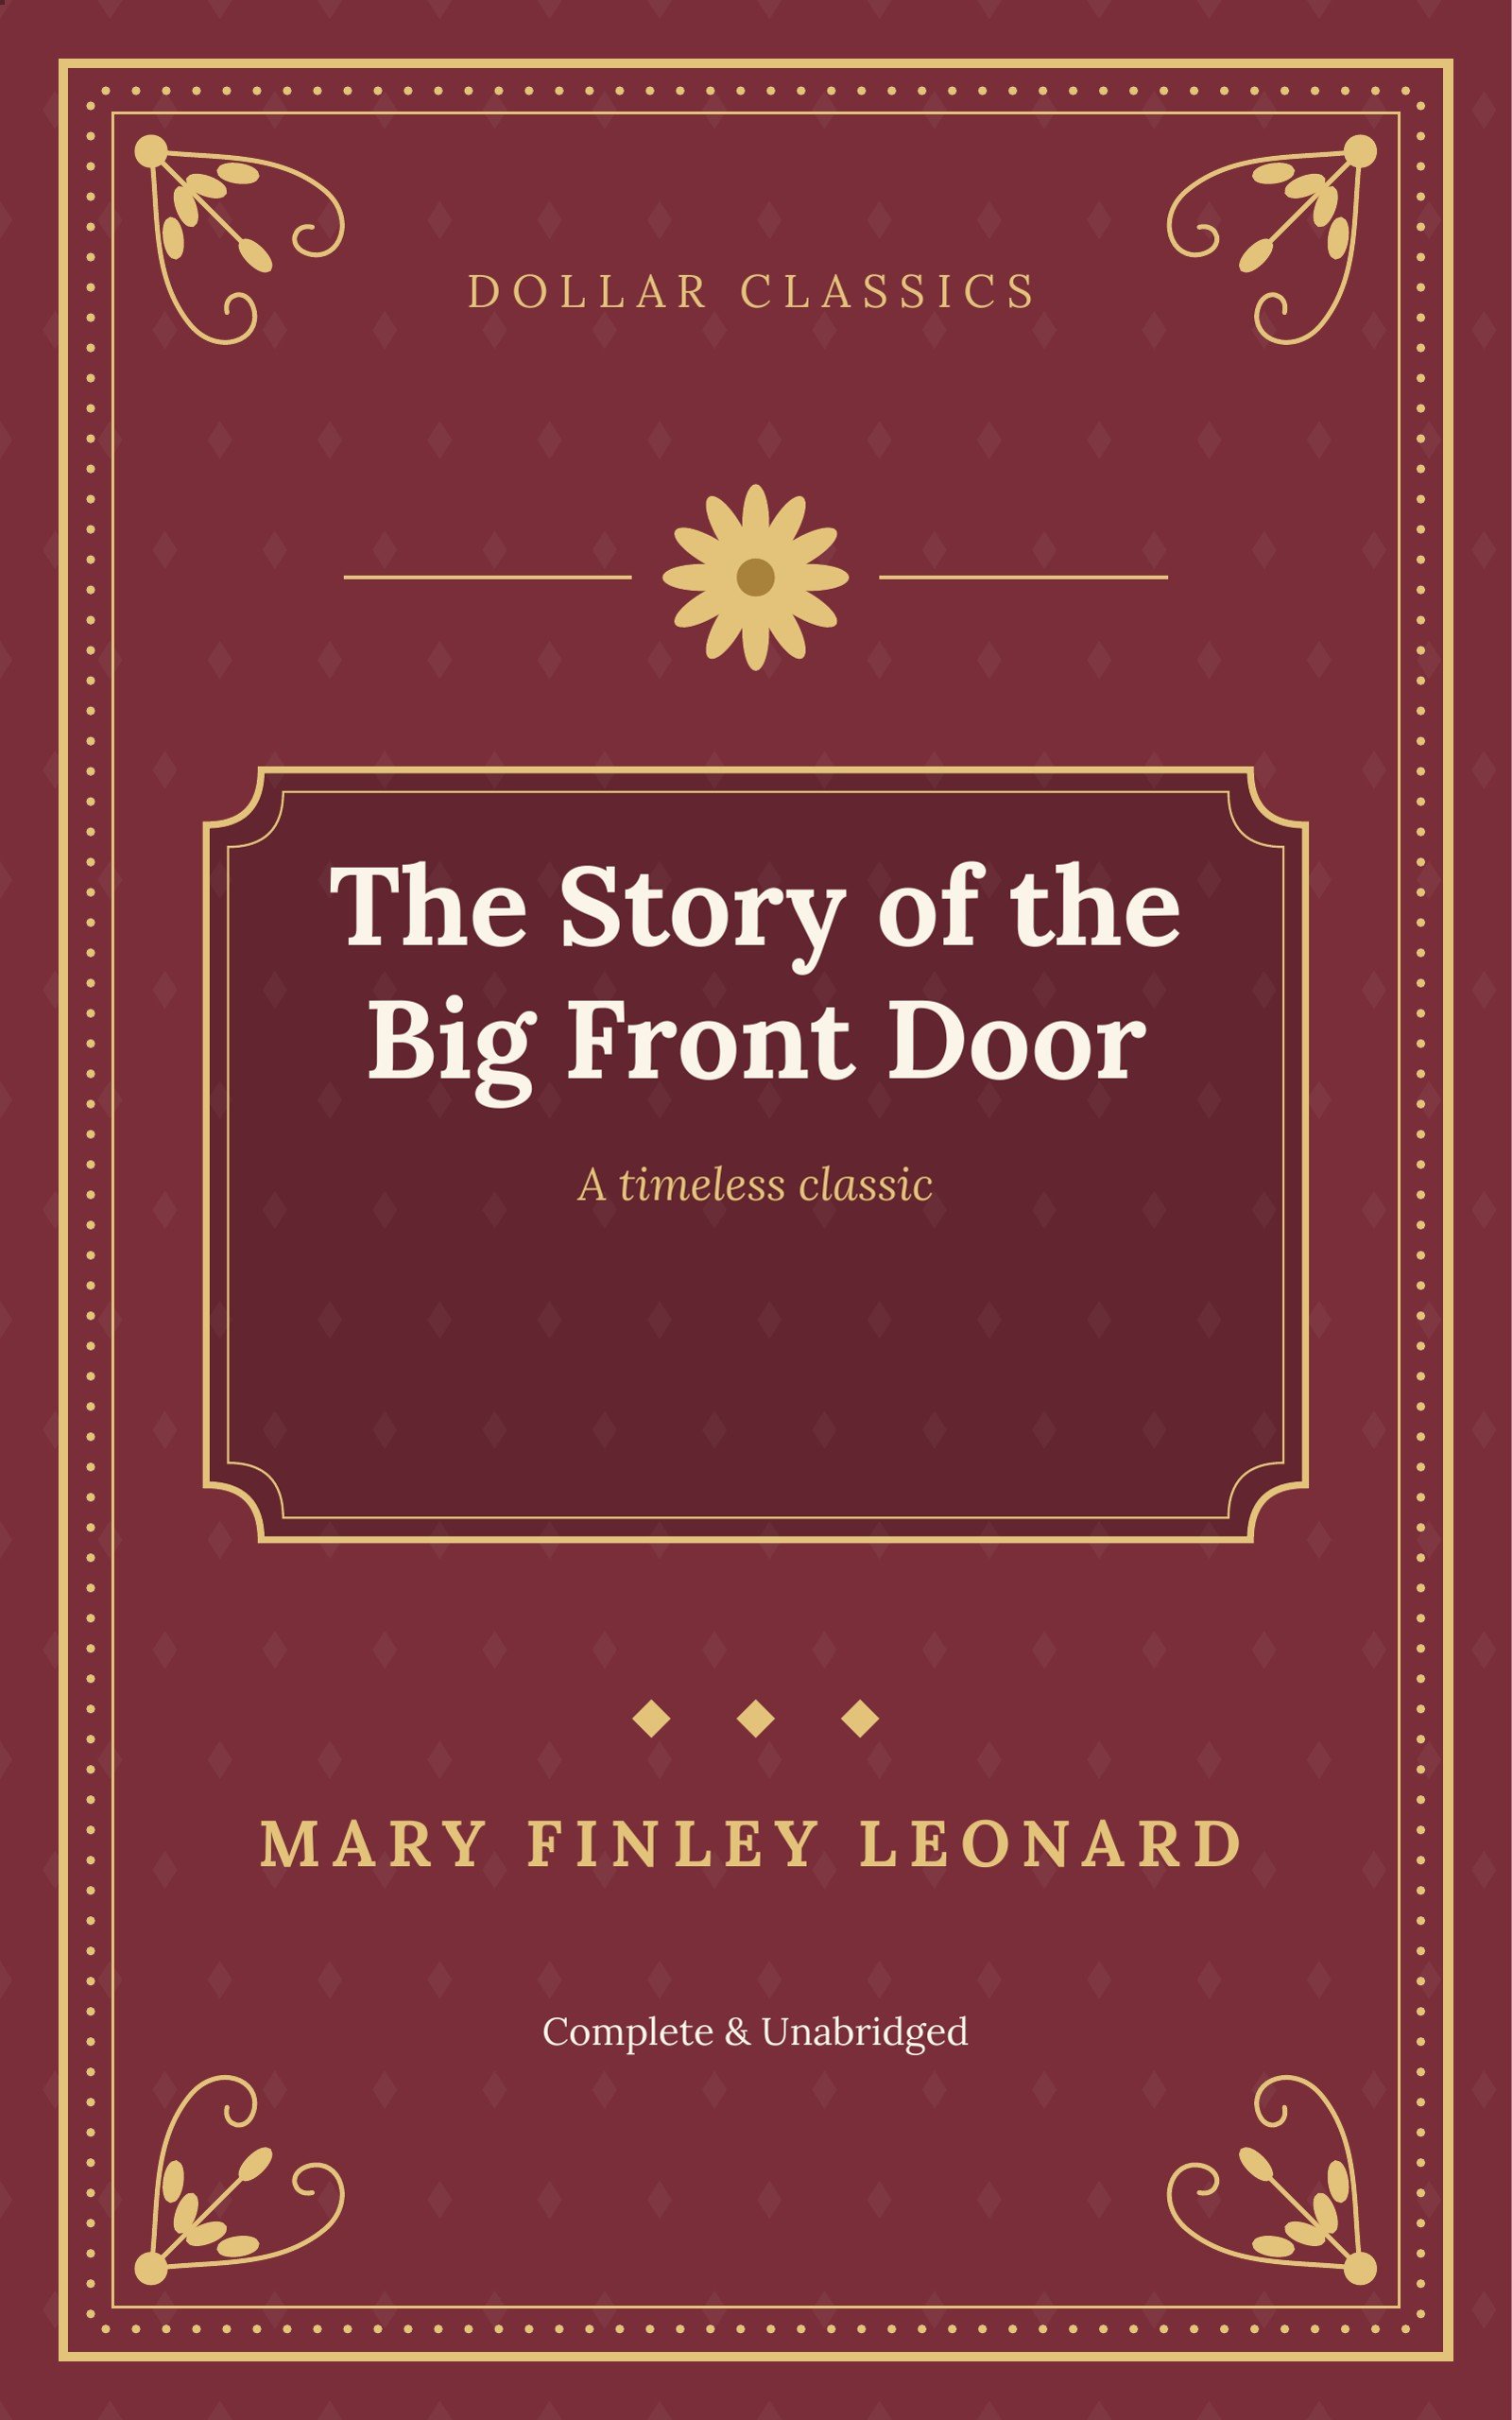 DOLLAR CLASSICS
The Story of the
Big Front Door
A timeless classic
MARY FINLEY LEONARD
Complete & Unabridged